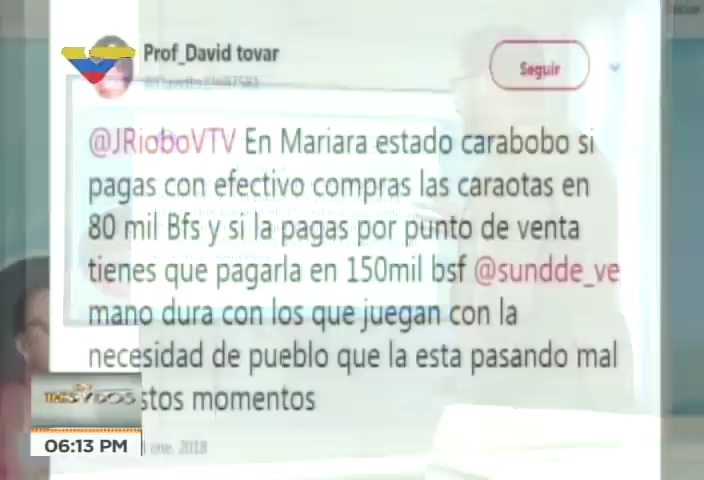 Prof_David tovar
Seguir
@JRioboVTV En Mariara estado carabobo si
pagas con efectivo compras las caraotas en
80 mil Bfs y si la pagas por punto de venta
tienes que pagarla en 150mil bsf @sundde_ve
mano dura con los que juegan con la
necesidad de pueblo que la esta pasando mal
stos momentos
06:13 PM
ene. 2018